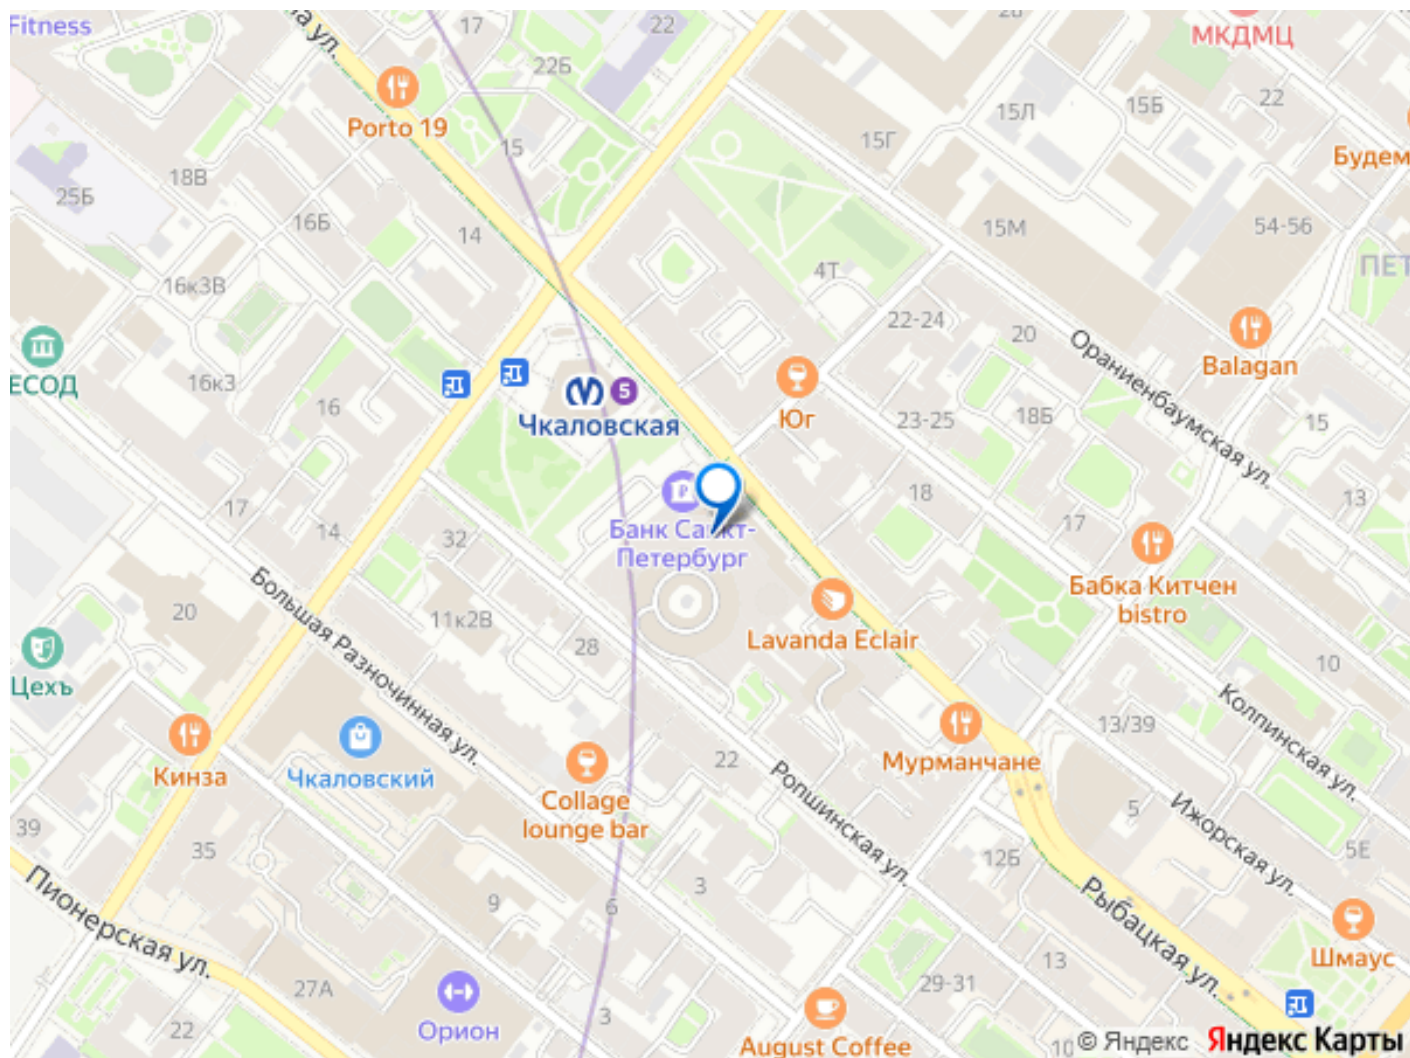 Fitness
на ул.
17
22
22Б
28
МКДМЦ
15Л
15Б
22
Porto 19
15
15Г
Будем
18В
25Б
16Б
14
15М
54-56
ПЕТ
16к3В
4Т
22-24
20
Ораниенбаумская ул.
Balagan
ЕСОД
16к3
16
5
Чкаловская
Юг
23-25
18Б
15
17
14
32
Банк Санкт-
Петербург
18
17
13
Бабка Китчен
bistro
Большая Разночинная ул.
20
11к2В
28
Lavanda Eclair
10
Цехъ
Колпинская ул.
13/39
Кинза
Чкаловский
22
Мурманчане
Collage
lounge bar
Ропшинская ул.
5
Ижорская ул.
39
35
12Б
5Е
Пионерская ул.
9
6
3
Рыбацкая ул.
Шмаус
27А
13
29-31
22
Орион
3
August Coffee
10
© Яндекс Яндекс Карты